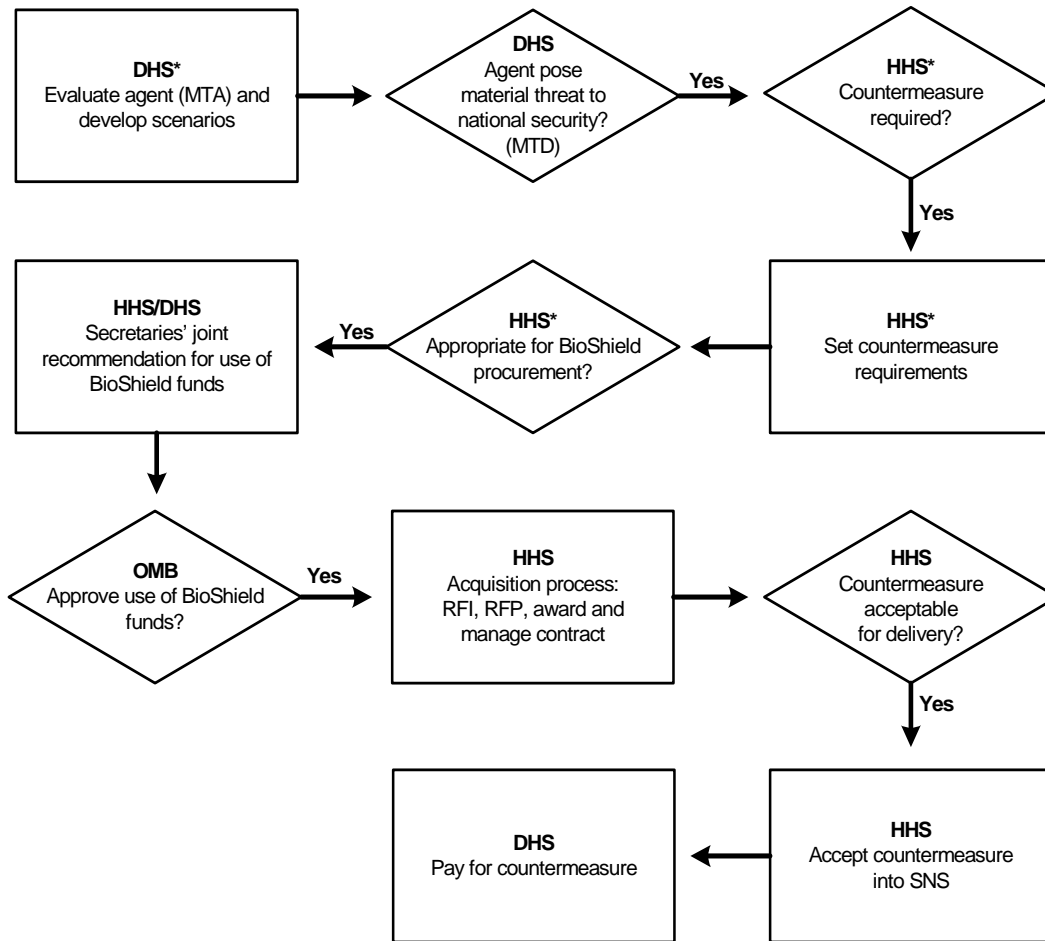 DHS*
Evaluate agent (MTA) and
develop scenarios
DHS
Agent pose
material threat to
national security?
(MTD)
Yes
HHS*
Countermeasure
required?
Yes
HHS*
Set countermeasure
requirements
HHS*
Appropriate for BioShield
procurement?
Yes
HHS/DHS
Secretaries’ joint
recommendation for use of
BioShield funds
OMB
Approve use of BioShield
funds?
Yes
HHS
Acquisition process:
RFI, RFP, award and
manage contract
HHS
Countermeasure
acceptable
for delivery?
Yes
HHS
Accept countermeasure
into SNS
DHS
Pay for countermeasure